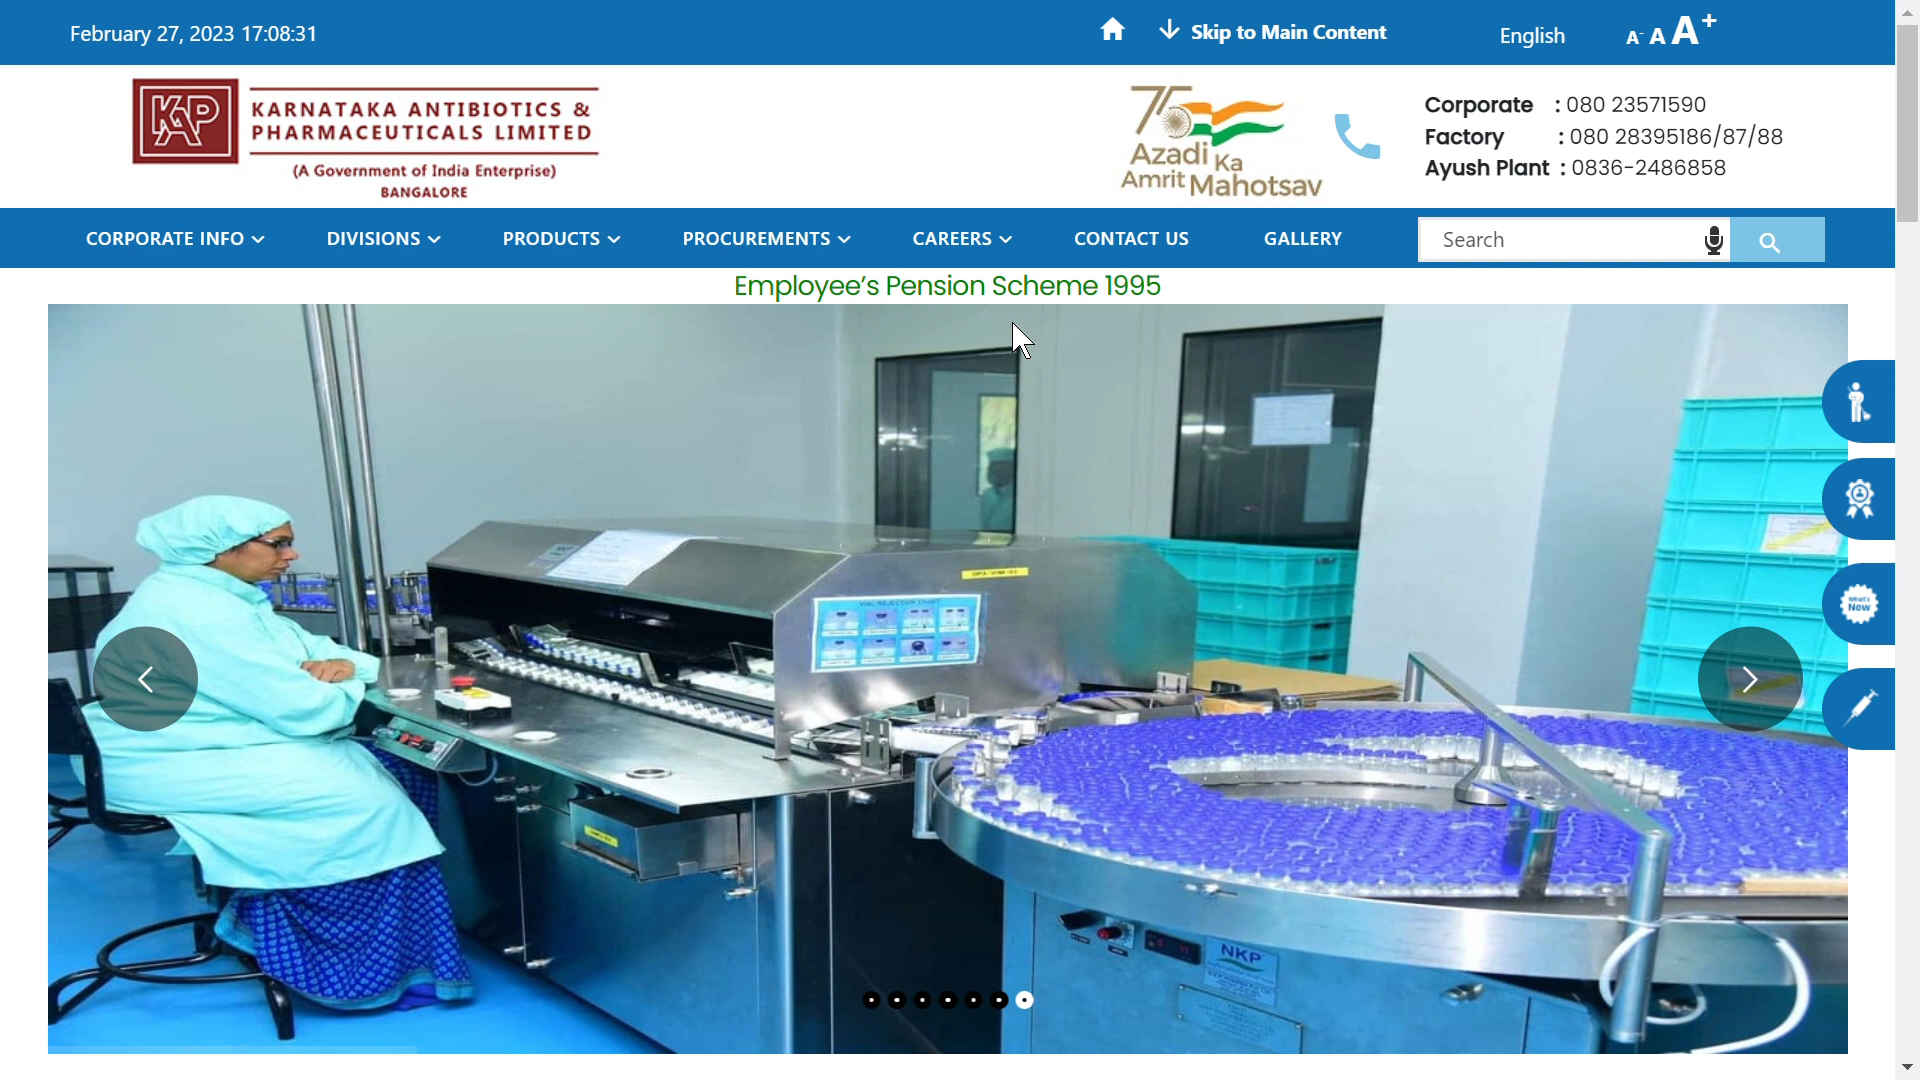 February 27, 2023 17:08:31
Skip to Main Content
English
A- A A+
KAP
KARNATAKA ANTIBIOTICS &
PHARMACEUTICALS LIMITED
(A Government of India Enterprise)
BANGALORE
75
Azadi Ka
Amrit Mahotsav
Corporate : 080 23571590
Factory : 080 28395186/87/88
Ayush Plant : 0836-2486858
CORPORATE INFO
DIVISIONS
PRODUCTS
PROCUREMENTS
CAREERS
CONTACT US
GALLERY
Search
Employee’s Pension Scheme 1995
What's
New
NKP